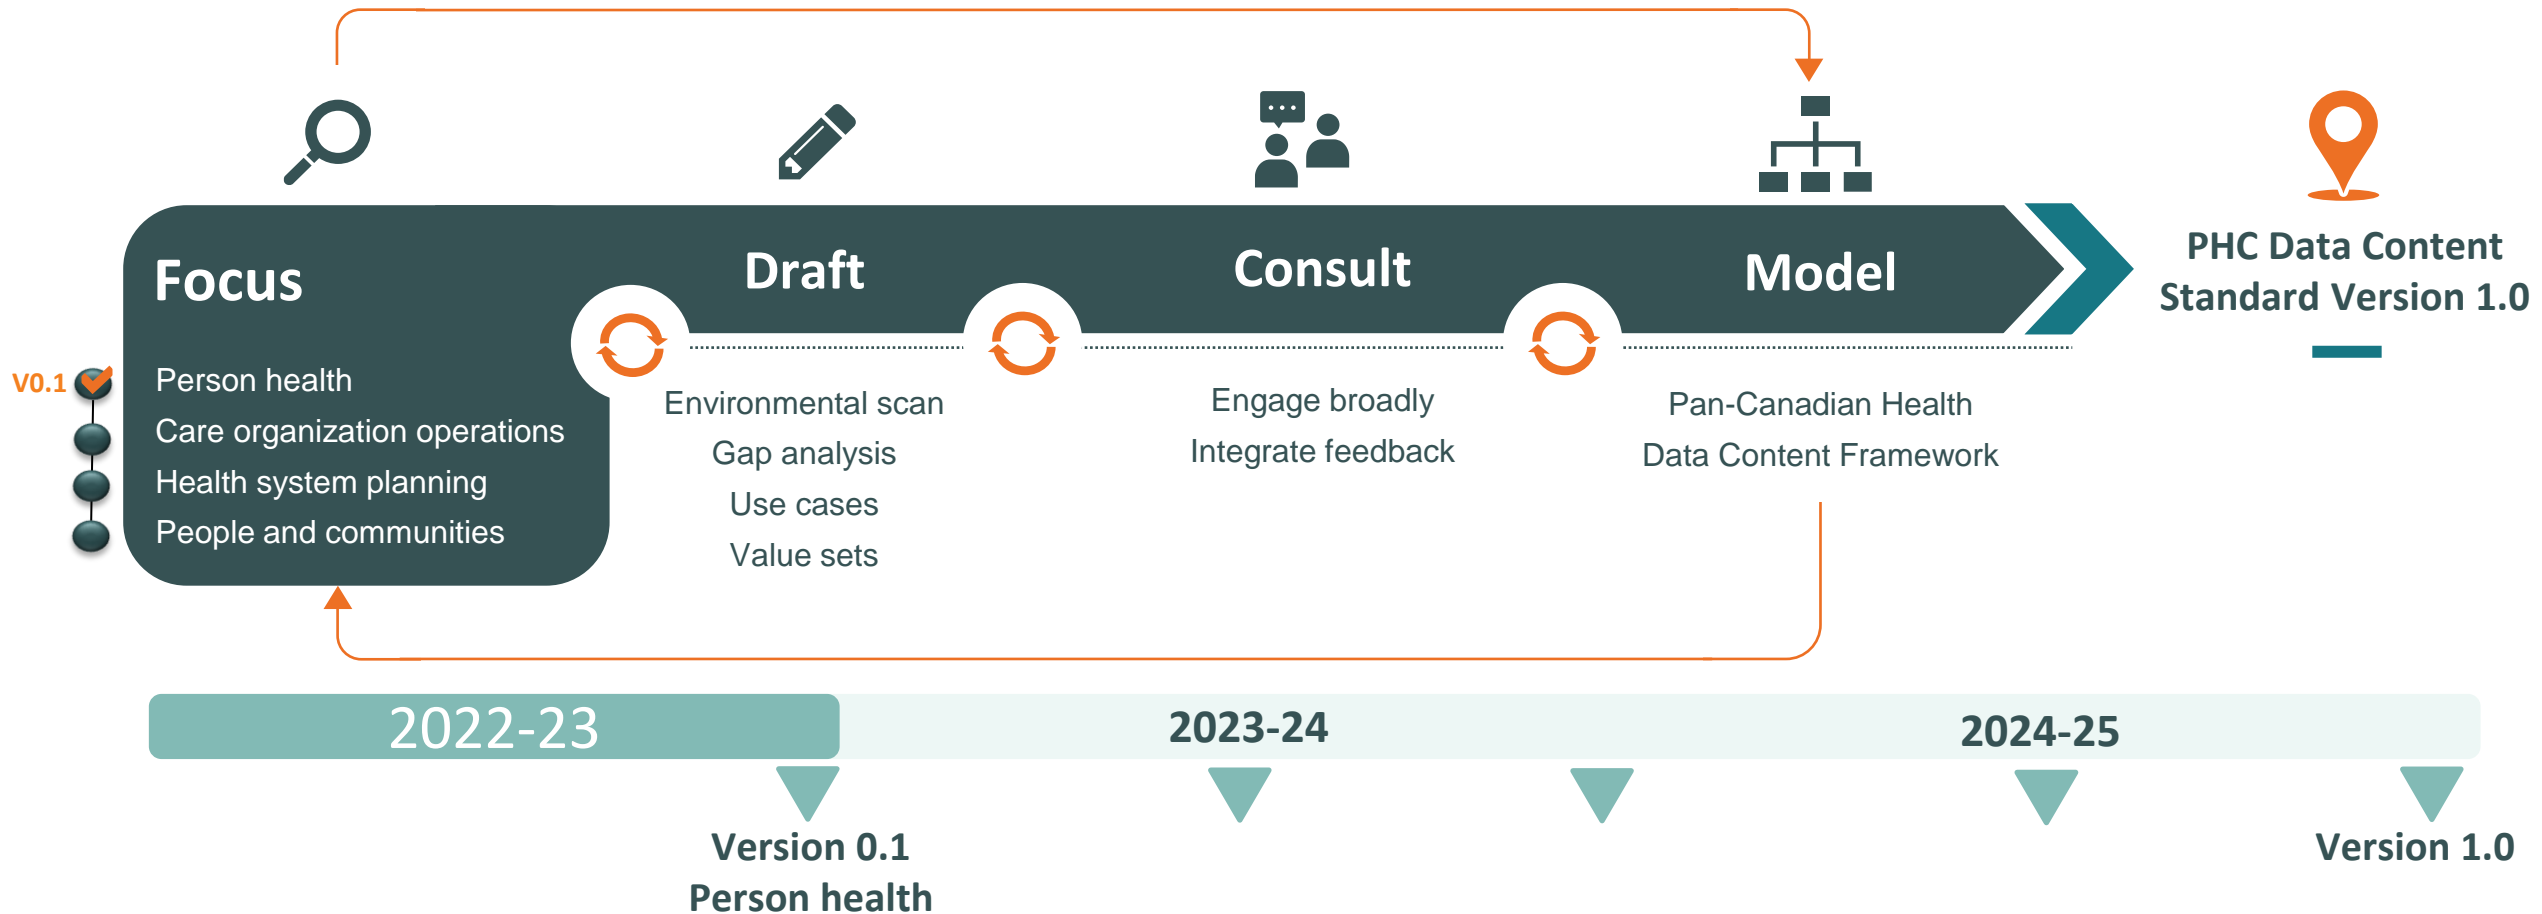 Focus
Draft
Consult
Model
PHC Data Content
Standard Version 1.0
V0.1
Person health
Care organization operations
Health system planning
People and communities
Environmental scan
Gap analysis
Use cases
Value sets
Engage broadly
Integrate feedback
Pan-Canadian Health
Data Content Framework
2022-23
2023-24
2024-25
Version 0.1
Person health
Version 1.0